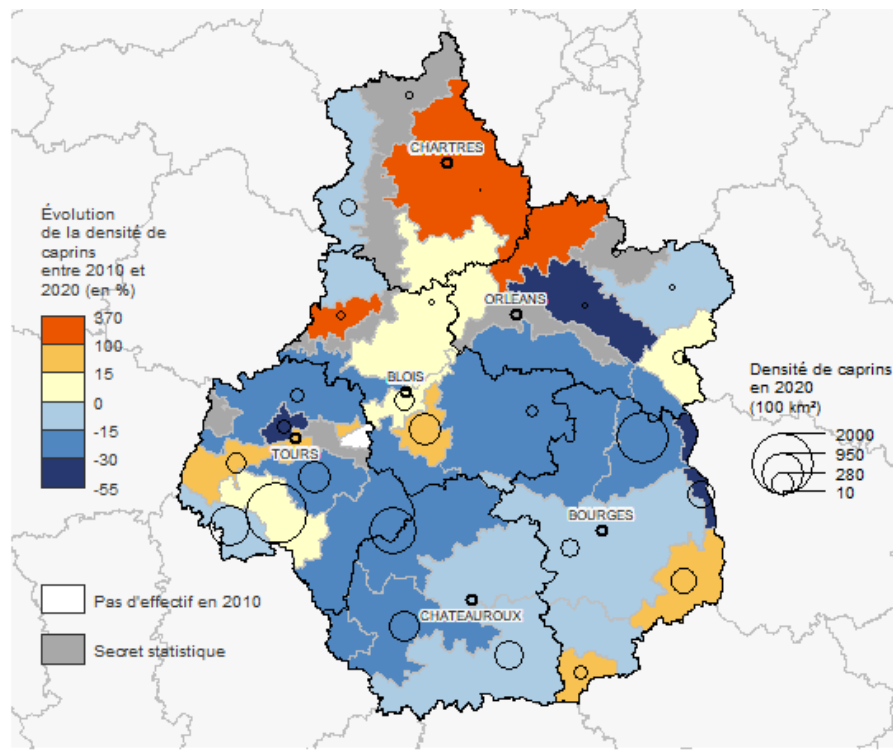 CHARTRES
Évolution
de la densité de
caprins
entre 2010 et
2020 (en %)
370
100
15
0
-15
-30
-55
ORLÉANS
BLOIS
Densité de caprins
en 2020
(100 km²)
2000
950
280
10
TOURS
BOURGES
CHATEAUROUX
Pas d'effectif en 2010
Secret statistique